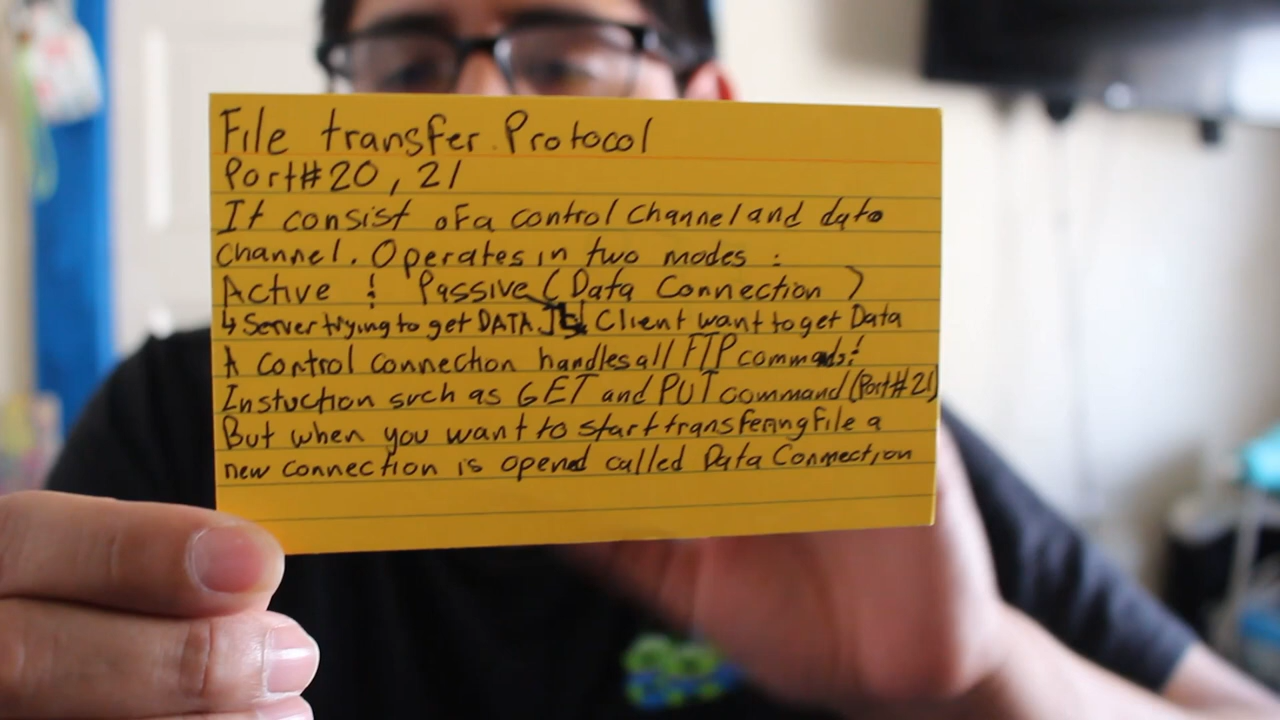 File transfer Protocol
Port#20, 21
It consist of a control channel and data
channel. Operates in two modes :
Active ! Passive (Data Connection)
↳ Server trying to get DATA. ↳ Client want to get Data
A control connection handles all FTP commads!
Instuction such as GET and PUT command (Port#21)
But when you want to start transfering file a
new connection is opened called Data Connection